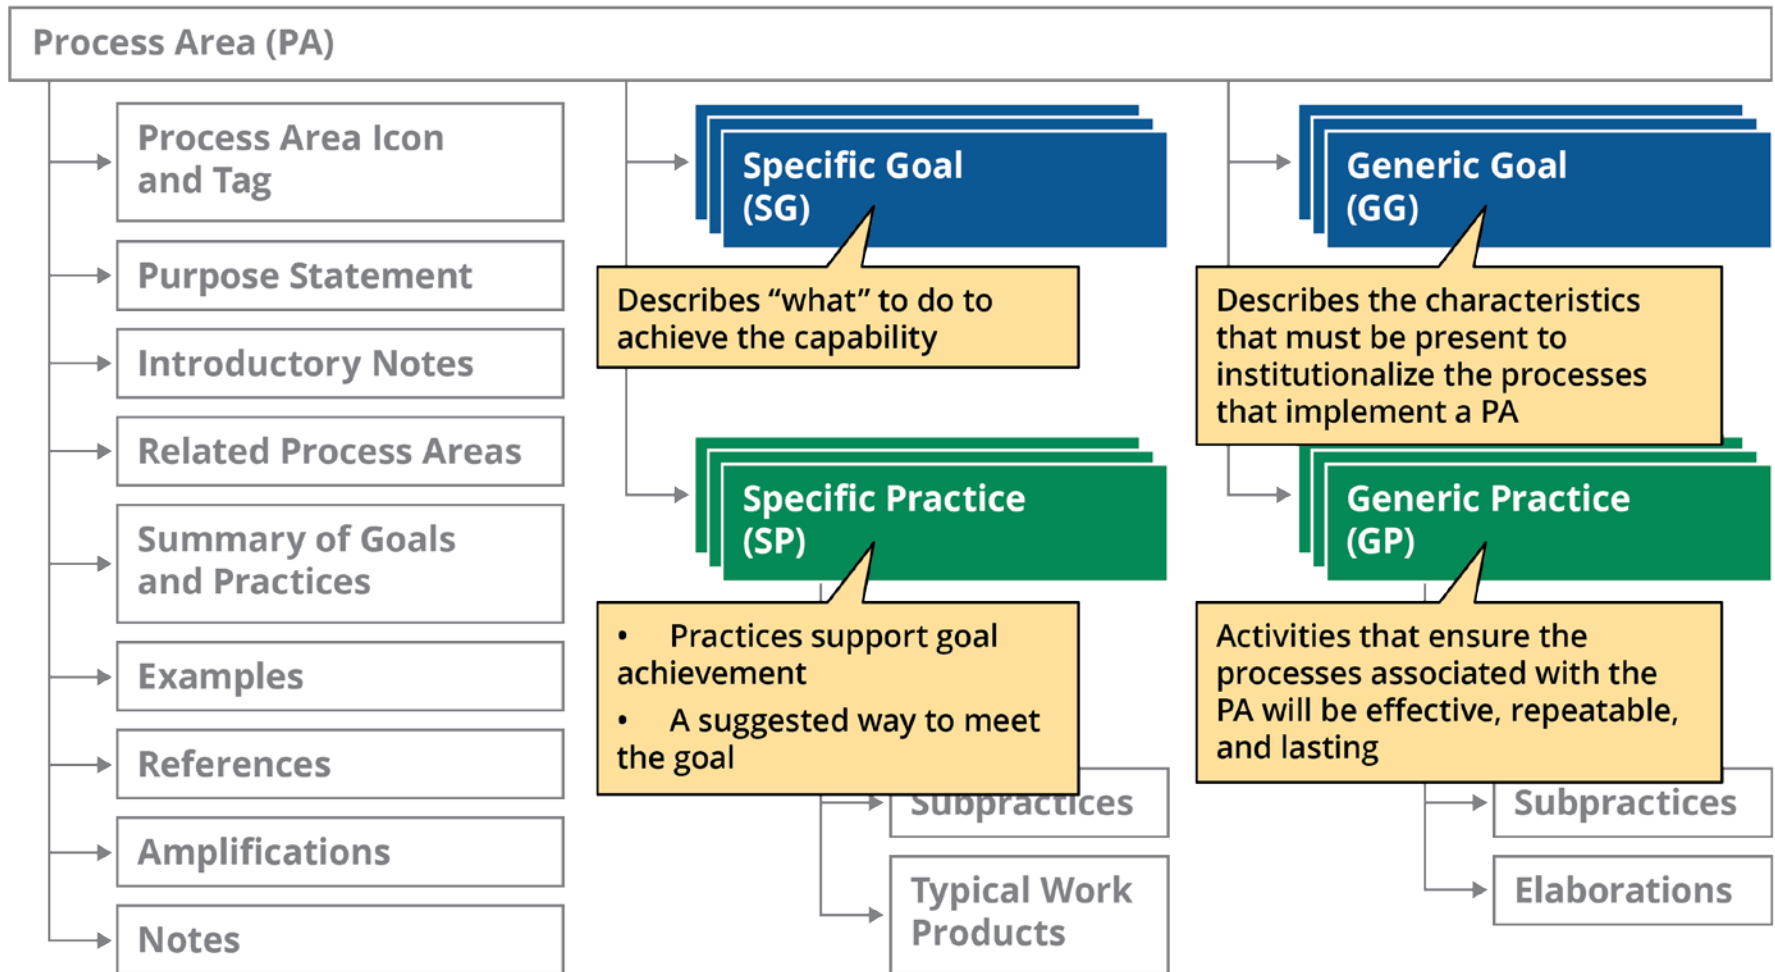 Process Area (PA)
Process Area Icon
and Tag
Purpose Statement
Introductory Notes
Related Process Areas
Summary of Goals
and Practices
Examples
References
Amplifications
Notes
Specific Goal
(SG)
Describes “what” to do to
achieve the capability
Specific Practice
(SP)
• Practices support goal
achievement
• A suggested way to meet
the goal
Subpractices
Typical Work
Products
Generic Goal
(GG)
Describes the characteristics
that must be present to
institutionalize the processes
that implement a PA
Generic Practice
(GP)
Activities that ensure the
processes associated with the
PA will be effective, repeatable,
and lasting
Subpractices
Elaborations